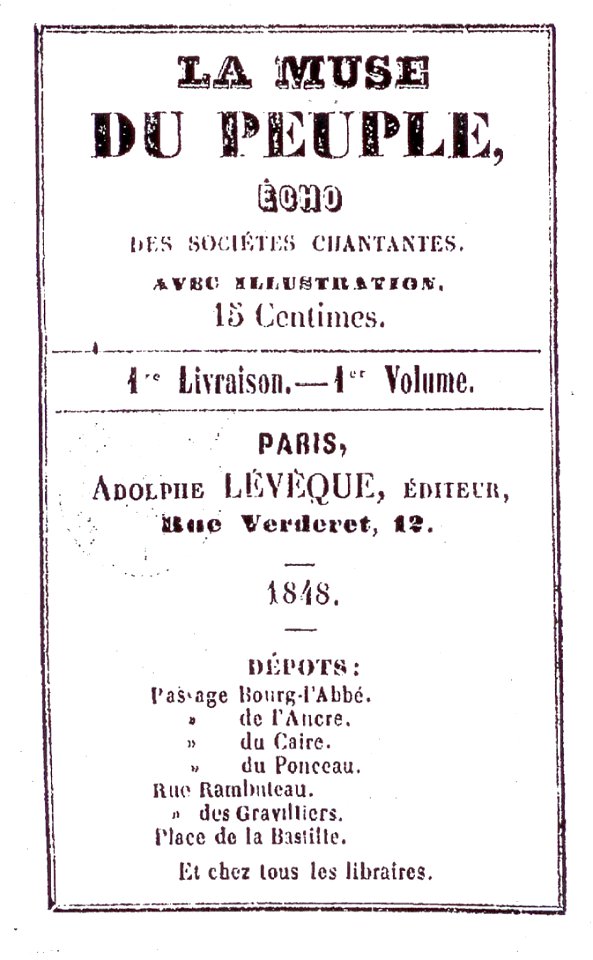 LA MUSE
DU PEUPLE,
ÉCHO
DES SOCIÉTÉS CHANTANTES.
AVEC ILLUSTRATION.
15 Centimes.
1re Livraison.—1er Volume.
PARIS,
ADOLPHE LÉVÊQUE, ÉDITEUR,
Rue Verderet, 12.
1848.
DÉPOTS:
Passage Bourg-l'Abbé.
» de l'Ancre.
» du Caire.
» du Ponceau.
Rue Rambuteau.
» des Gravilliers.
Place de la Bastille.
Et chez tous les libraires.